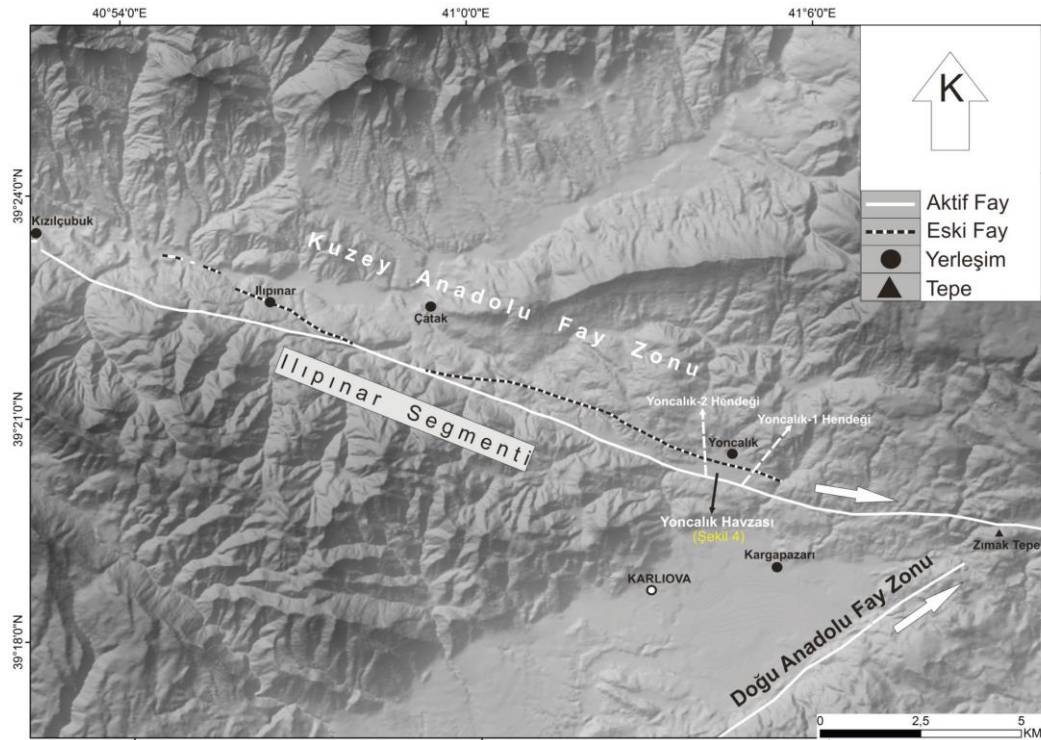 40°54'0"E
41°0'0"E
41°6'0"E
K
39°24'0"N
Aktif Fay
Eski Fay
Yerleşim
Tepe
Kızılçubuk
Kuzey Anadolu Fay Zonu
Ilıpınar
Çatak
Ilıpınar Segmenti
39°21'0"N
Yoncalık-2 Hendeği
Yoncalık-1 Hendeği
Yoncalık
Yoncalık Havzası
(Şekil 4)
Zımak Tepe
Kargapazarı
KARLIOVA
39°18'0"N
Doğu Anadolu Fay Zonu
0 2,5 5
KM